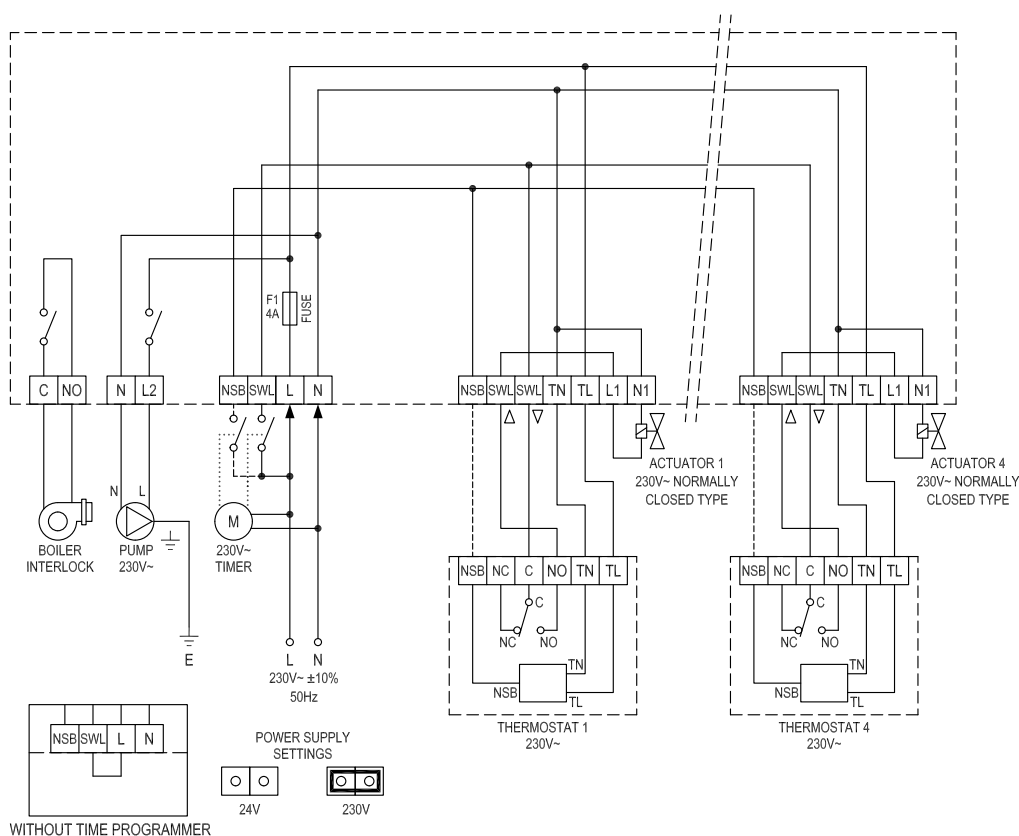 F1
4A
FUSE
C NO
N L2
NSB SWL L N
NSB SWL SWL TN TL L1 N1
NSB SWL SWL TN TL L1 N1
ACTUATOR 1
230V~ NORMALLY
CLOSED TYPE
ACTUATOR 4
230V~ NORMALLY
CLOSED TYPE
N L
M
BOILER
INTERLOCK
PUMP
230V~
230V~
TIMER
E
L N
230V~ ±10%
50Hz
NSB NC C NO TN TL
C
NC NO
TN
NSB
TL
THERMOSTAT 1
230V~
NSB NC C NO TN TL
C
NC NO
TN
NSB
TL
THERMOSTAT 4
230V~
NSB SWL L N
WITHOUT TIME PROGRAMMER
POWER SUPPLY
SETTINGS
24V 230V